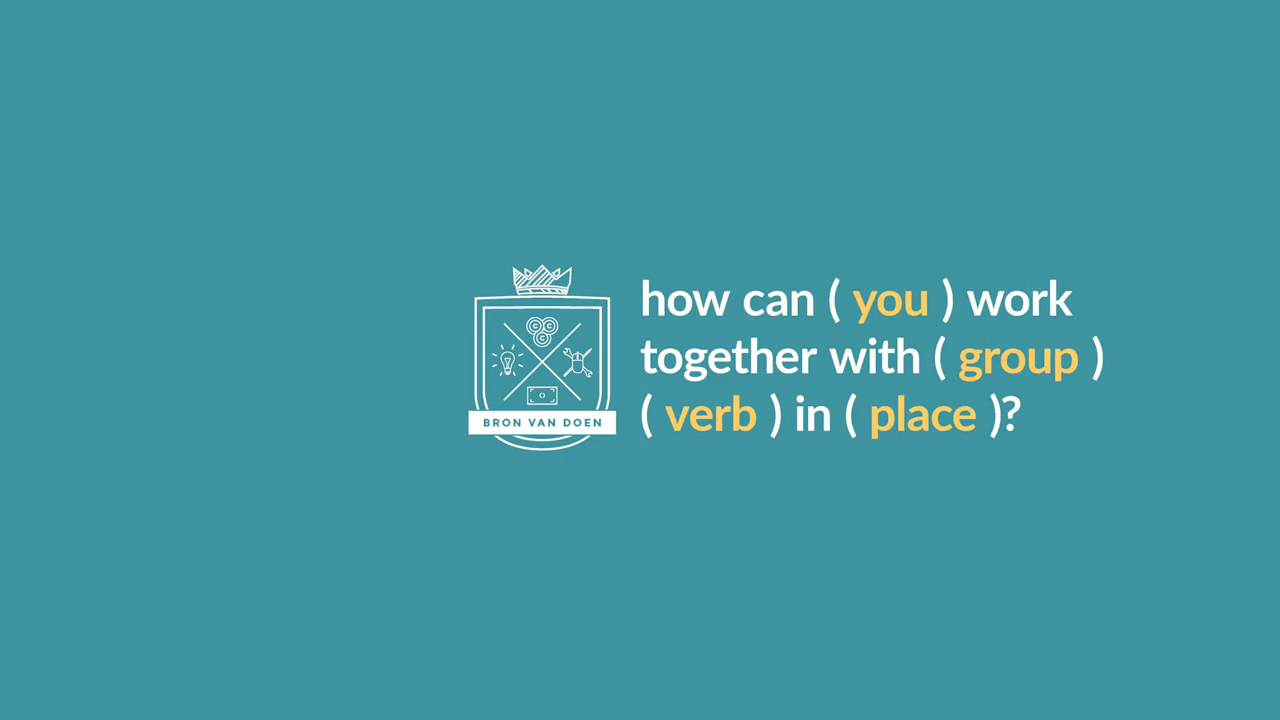 how can ( you ) work
together with ( group )
( verb ) in ( place )?
BRON VAN DOEN